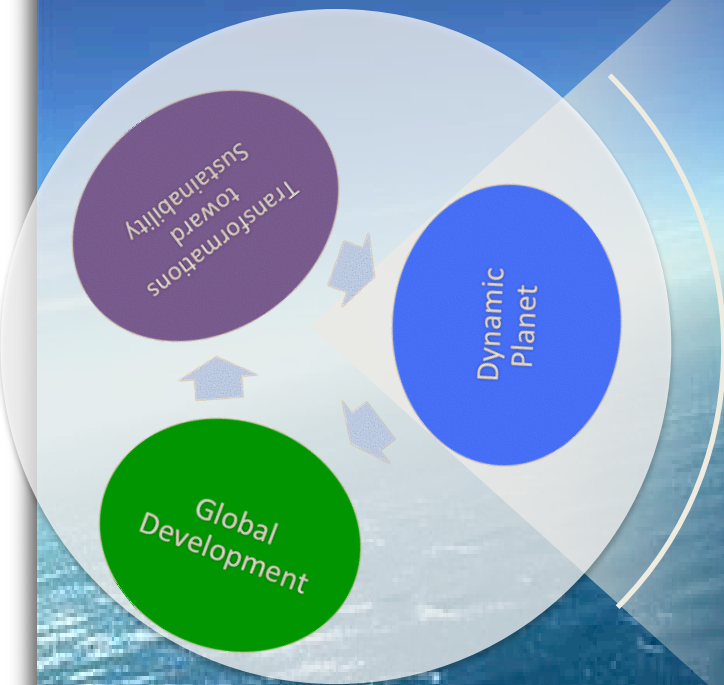 Transformations
toward
Sustainability
Dynamic
Planet
Global
Development